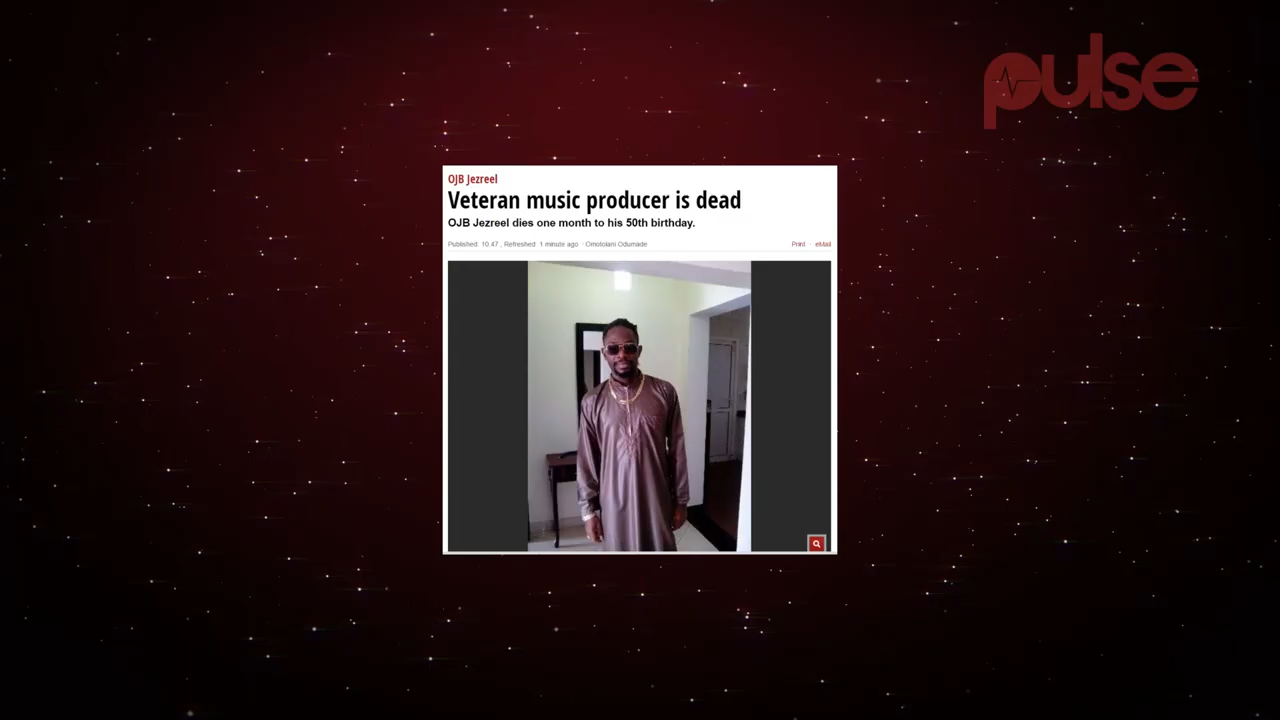 pulse
OJB Jezreel
Veteran music producer is dead
OJB Jezreel dies one month to his 50th birthday.
Published: 10.47 , Refreshed: 1 minute ago · Omotolani Odumade
Print · eMail